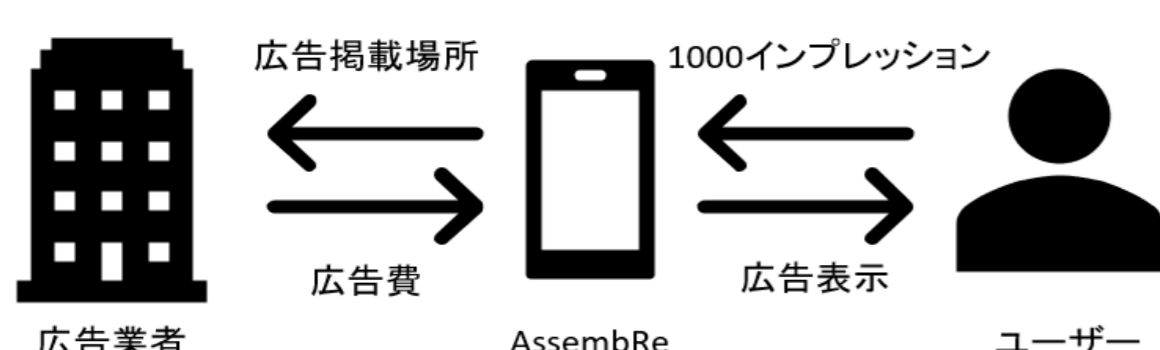 広告掲載場所
1000インプレッション
広告費
広告表示
広告業者
AssembRe
ユーザー